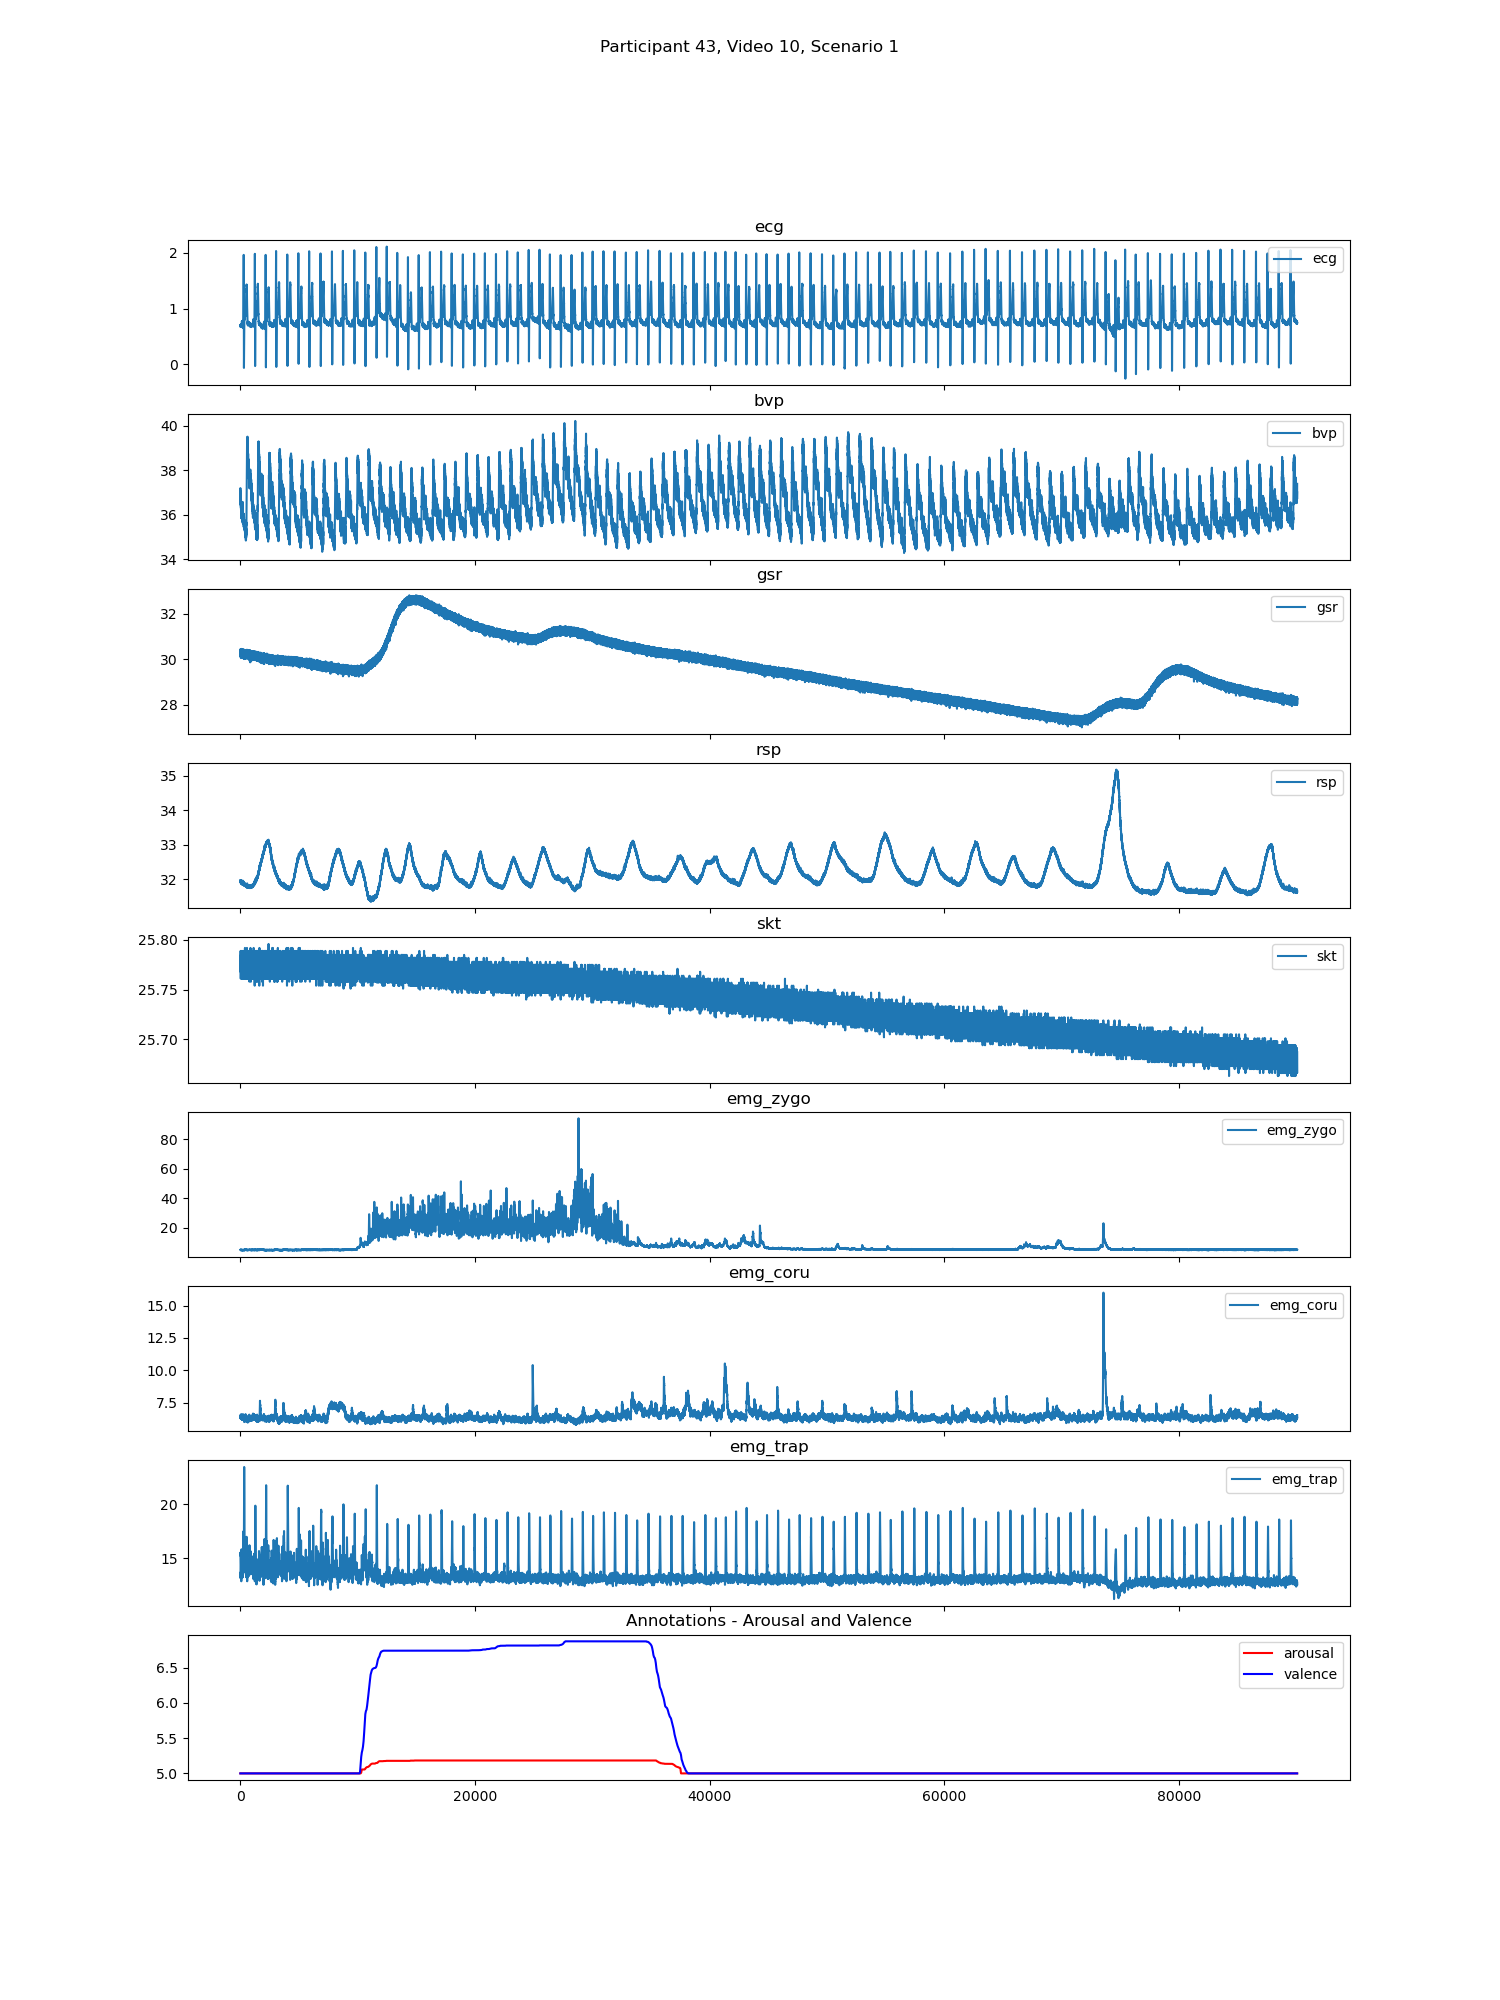 Participant 43, Video 10, Scenario 1
ecg
2
1
0
ecg
bvp
40
38
36
34
bvp
gsr
32
30
28
gsr
rsp
35
34
33
32
rsp
skt
25.80
25.75
25.70
skt
emg_zygo
80
60
40
20
emg_zygo
emg_coru
15.0
12.5
10.0
7.5
emg_coru
emg_trap
20
15
emg_trap
Annotations - Arousal and Valence
6.5
6.0
5.5
5.0
arousal
valence
0 20000 40000 60000 80000